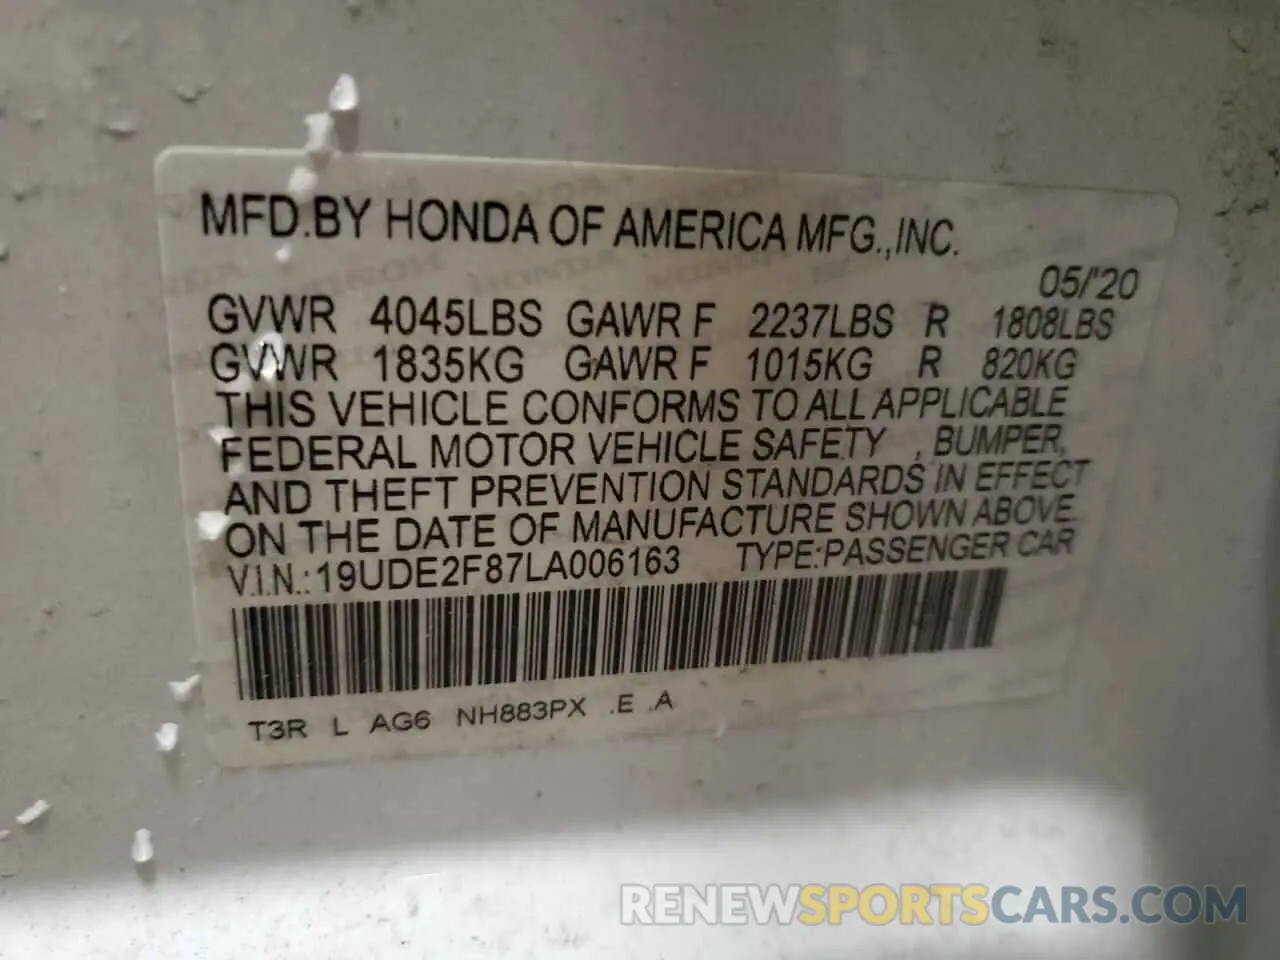 MFD.BY HONDA OF AMERICA MFG.,INC.
05/'20
GVWR 4045LBS GAWR F 2237LBS R 1808LBS
GVWR 1835KG GAWR F 1015KG R 820KG
THIS VEHICLE CONFORMS TO ALL APPLICABLE
FEDERAL MOTOR VEHICLE SAFETY , BUMPER,
AND THEFT PREVENTION STANDARDS IN EFFECT
ON THE DATE OF MANUFACTURE SHOWN ABOVE.
V.I.N.:19UDE2F87LA006163 TYPE:PASSENGER CAR
T3R L AG6 NH883PX .E .A
RENEWSPORTSCARS.COM